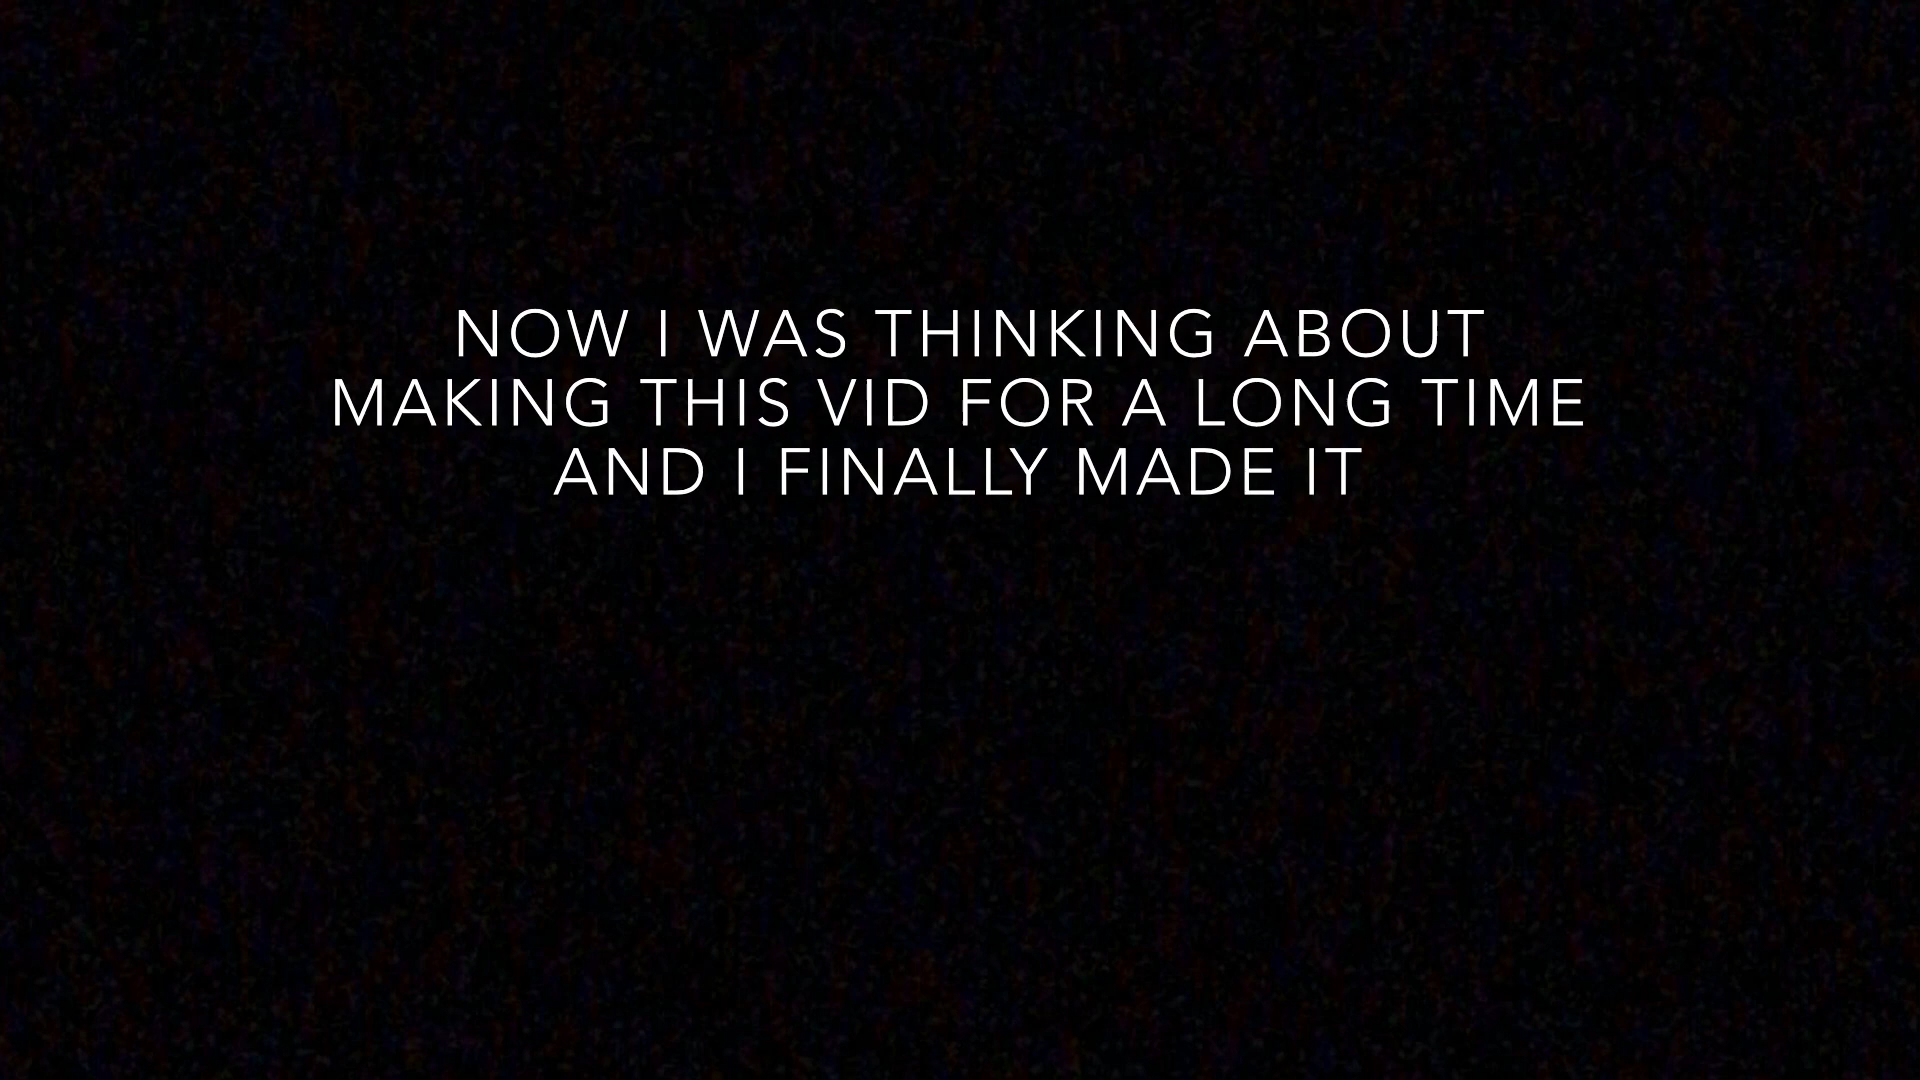 NOW I WAS THINKING ABOUT
MAKING THIS VID FOR A LONG TIME
AND I FINALLY MADE IT